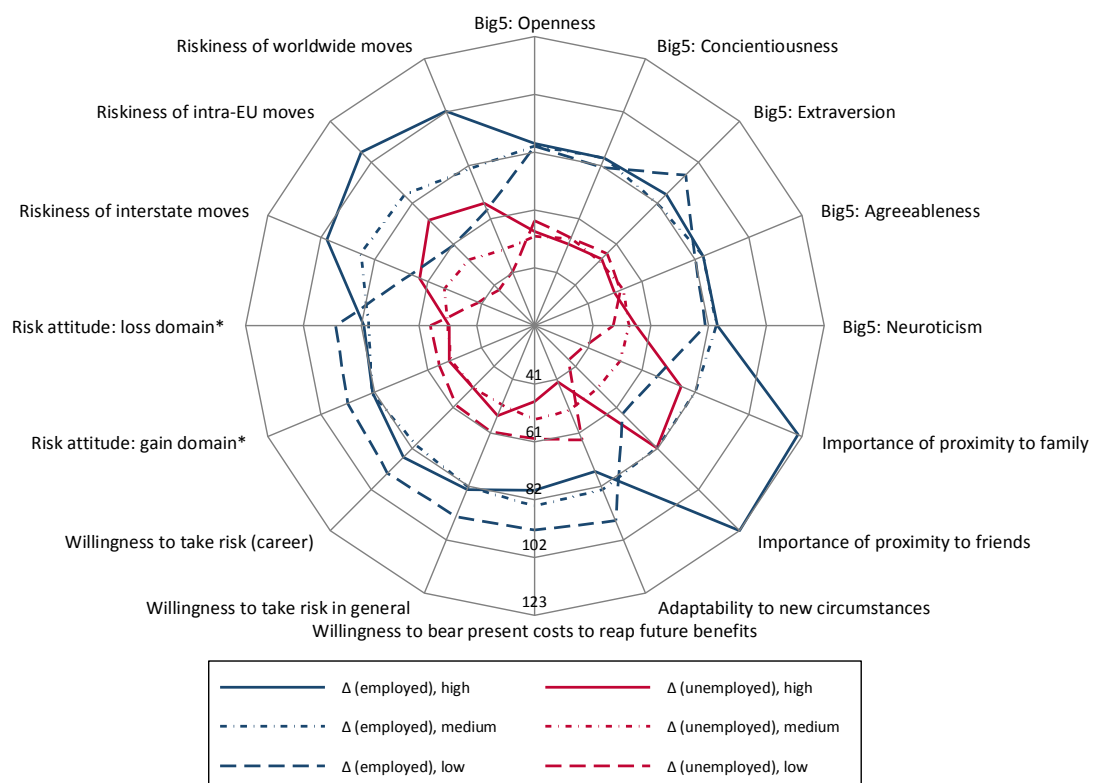 Big5: Openness
Riskiness of worldwide moves
Big5: Concientiousness
Riskiness of intra-EU moves
Big5: Extraversion
Riskiness of interstate moves
Big5: Agreeableness
Risk attitude: loss domain*
Big5: Neuroticism
41
61
82
102
123
Risk attitude: gain domain*
Importance of proximity to family
Willingness to take risk (career)
Importance of proximity to friends
Willingness to take risk in general
Adaptability to new circumstances
Willingness to bear present costs to reap future benefits
Δ (employed), high
Δ (unemployed), high
Δ (employed), medium
Δ (unemployed), medium
Δ (employed), low
Δ (unemployed), low